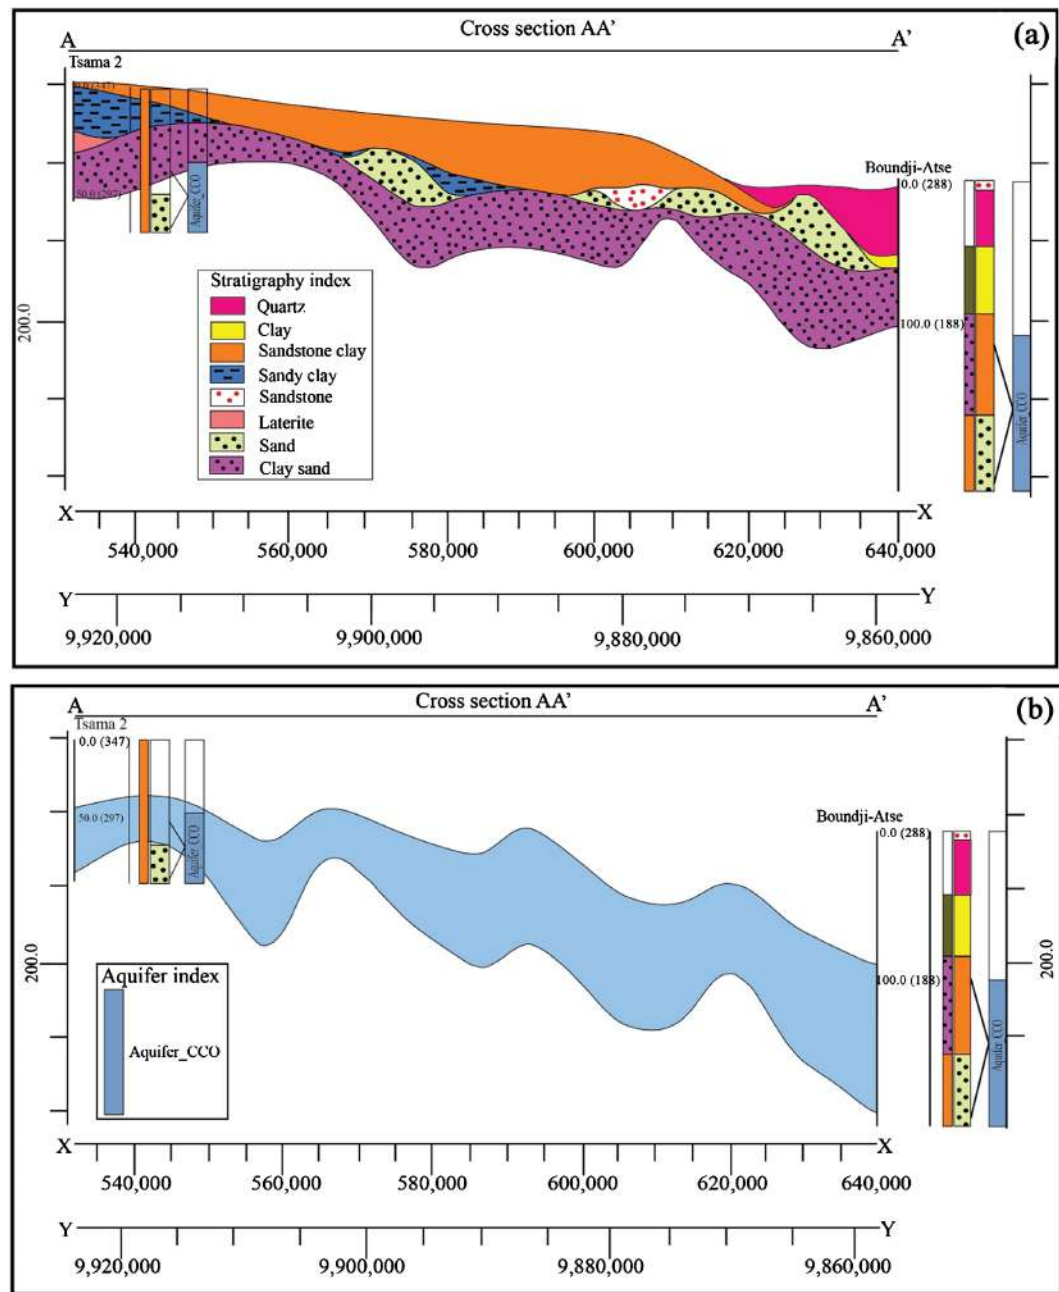 Cross section AA'
(a)
A
A'
Tsama 2
0.0 (347)
50.0 (297)
Aquifer_CCO
Boundji-Atse
0.0 (288)
100.0 (188)
Aquifer_CCO
200.0
Stratigraphy index
Quartz
Clay
Sandstone clay
Sandy clay
Sandstone
Laterite
Sand
Clay sand
X X
540,000 560,000 580,000 600,000 620,000 640,000
Y Y
9,920,000 9,900,000 9,880,000 9,860,000
Cross section AA'
(b)
A
A'
Tsama 2
0.0 (347)
50.0 (297)
Aquifer_CCO
Boundji-Atse
0.0 (288)
100.0 (188)
Aquifer_CCO
200.0
200.0
Aquifer index
Aquifer_CCO
X X
540,000 560,000 580,000 600,000 620,000 640,000
Y Y
9,920,000 9,900,000 9,880,000 9,860,000